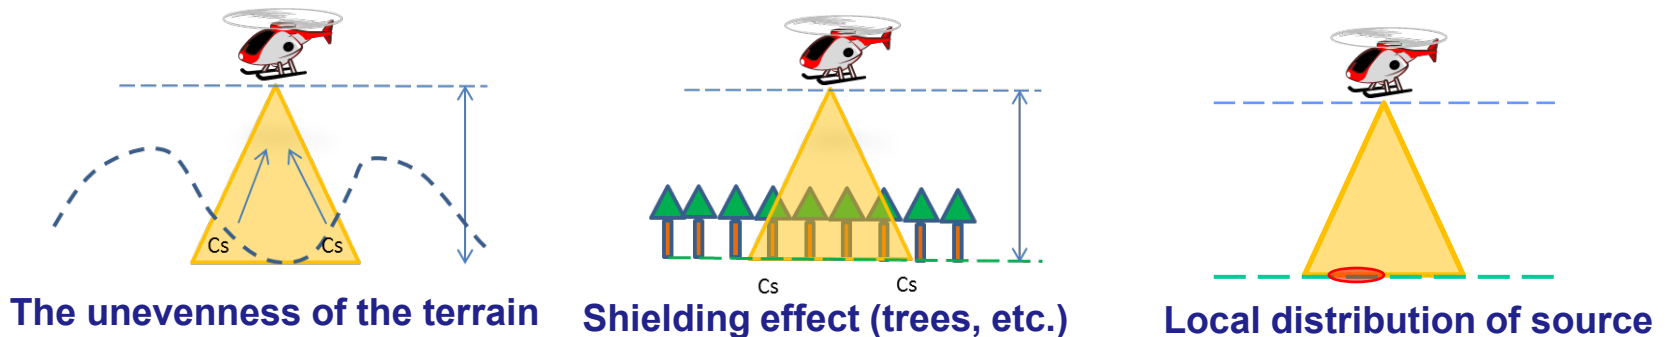 Cs Cs
Cs Cs
The unevenness of the terrain
Shielding effect (trees, etc.)
Local distribution of source